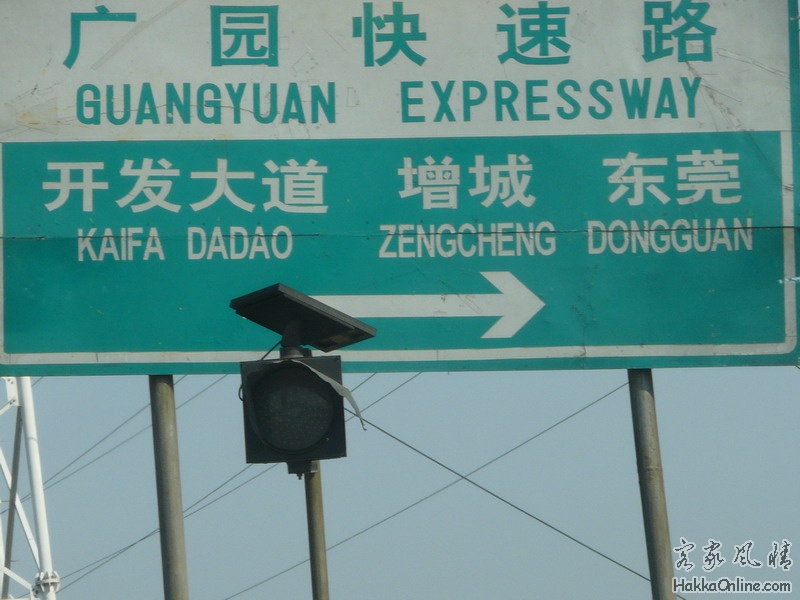 广园快速路
GUANGYUAN EXPRESSWAY
开发大道 增城 东莞
KAIFA DADAO ZENGCHENG DONGGUAN
客家风情
HakkaOnline.com